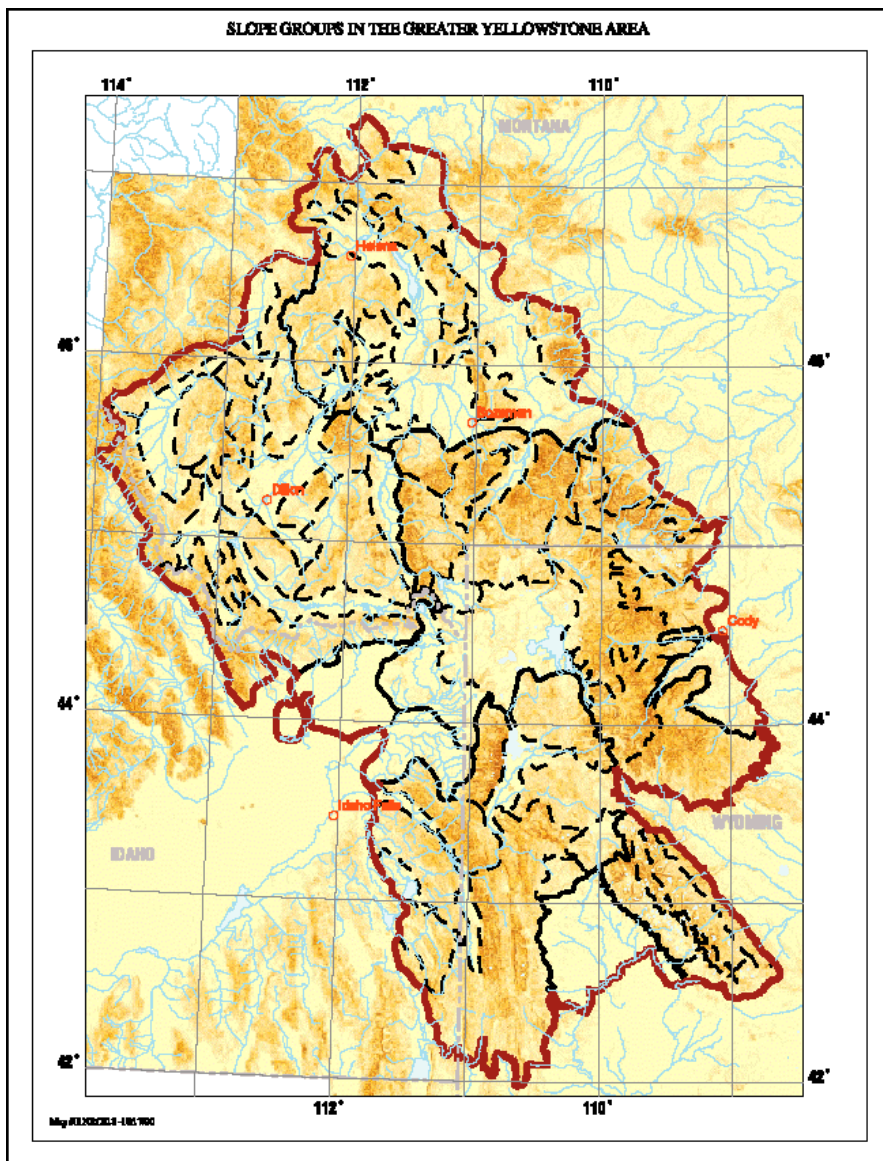 SLOPE GROUPS IN THE GREATER YELLOWSTONE AREA
114° 112° 110°
MONTANA
Helena
46° 46°
Bozeman
Dillon
Cody
44° 44°
Idaho Falls
WYOMING
IDAHO
42° 42°
112° 110°